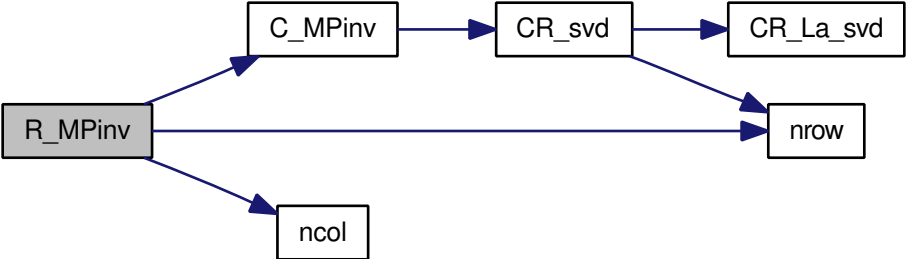 C_MPinv
CR_svd
CR_La_svd
R_MPinv
nrow
ncol